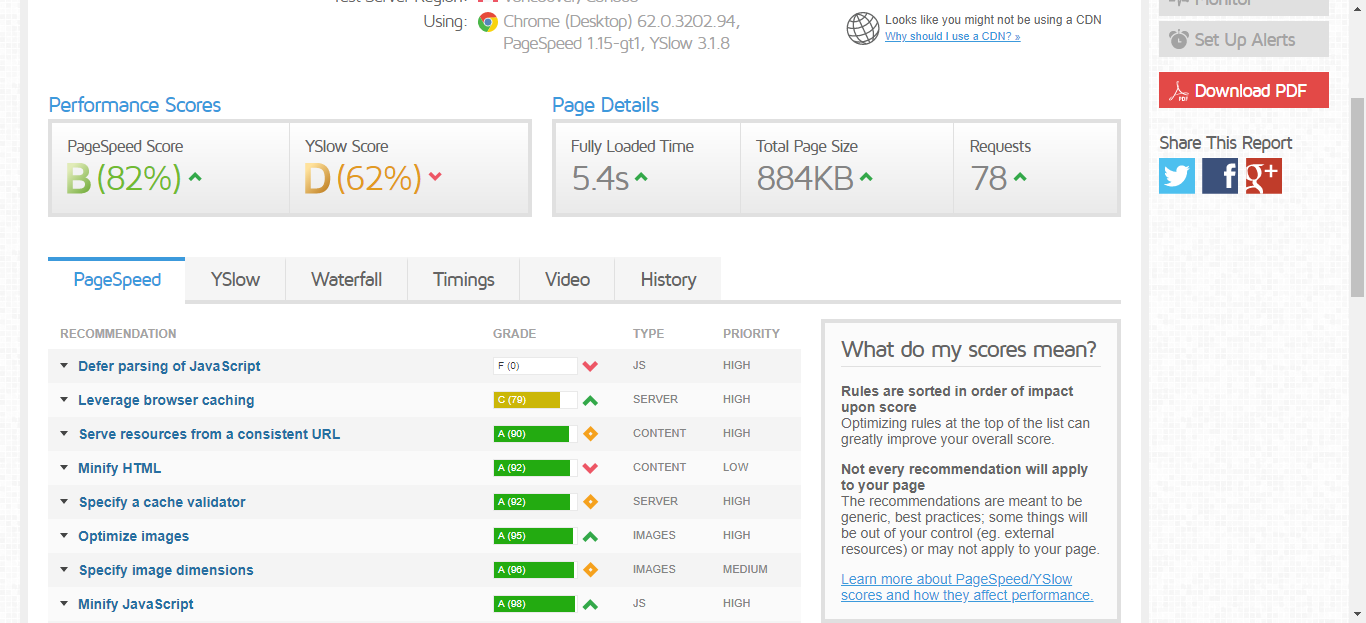 Using: Chrome (Desktop) 62.0.3202.94,
PageSpeed 1.15-gt1, YSlow 3.1.8
Looks like you might not be using a CDN
Why should I use a CDN? »
Monitor
Set Up Alerts
Download PDF
Share This Report
Performance Scores
PageSpeed Score
B (82%)
YSlow Score
D (62%)
Page Details
Fully Loaded Time
5.4s
Total Page Size
884KB
Requests
78
PageSpeed
YSlow
Waterfall
Timings
Video
History
RECOMMENDATION GRADE TYPE PRIORITY
Defer parsing of JavaScript F (0) JS HIGH
Leverage browser caching C (79) SERVER HIGH
Serve resources from a consistent URL A (90) CONTENT HIGH
Minify HTML A (92) CONTENT LOW
Specify a cache validator A (92) SERVER HIGH
Optimize images A (95) IMAGES HIGH
Specify image dimensions A (96) IMAGES MEDIUM
Minify JavaScript A (98) JS HIGH
What do my scores mean?
Rules are sorted in order of impact
upon score
Optimizing rules at the top of the list can
greatly improve your overall score.
Not every recommendation will apply
to your page
The recommendations are meant to be
generic, best practices; some things will
be out of your control (eg. external
resources) or may not apply to your page.
Learn more about PageSpeed/YSlow
scores and how they affect performance.